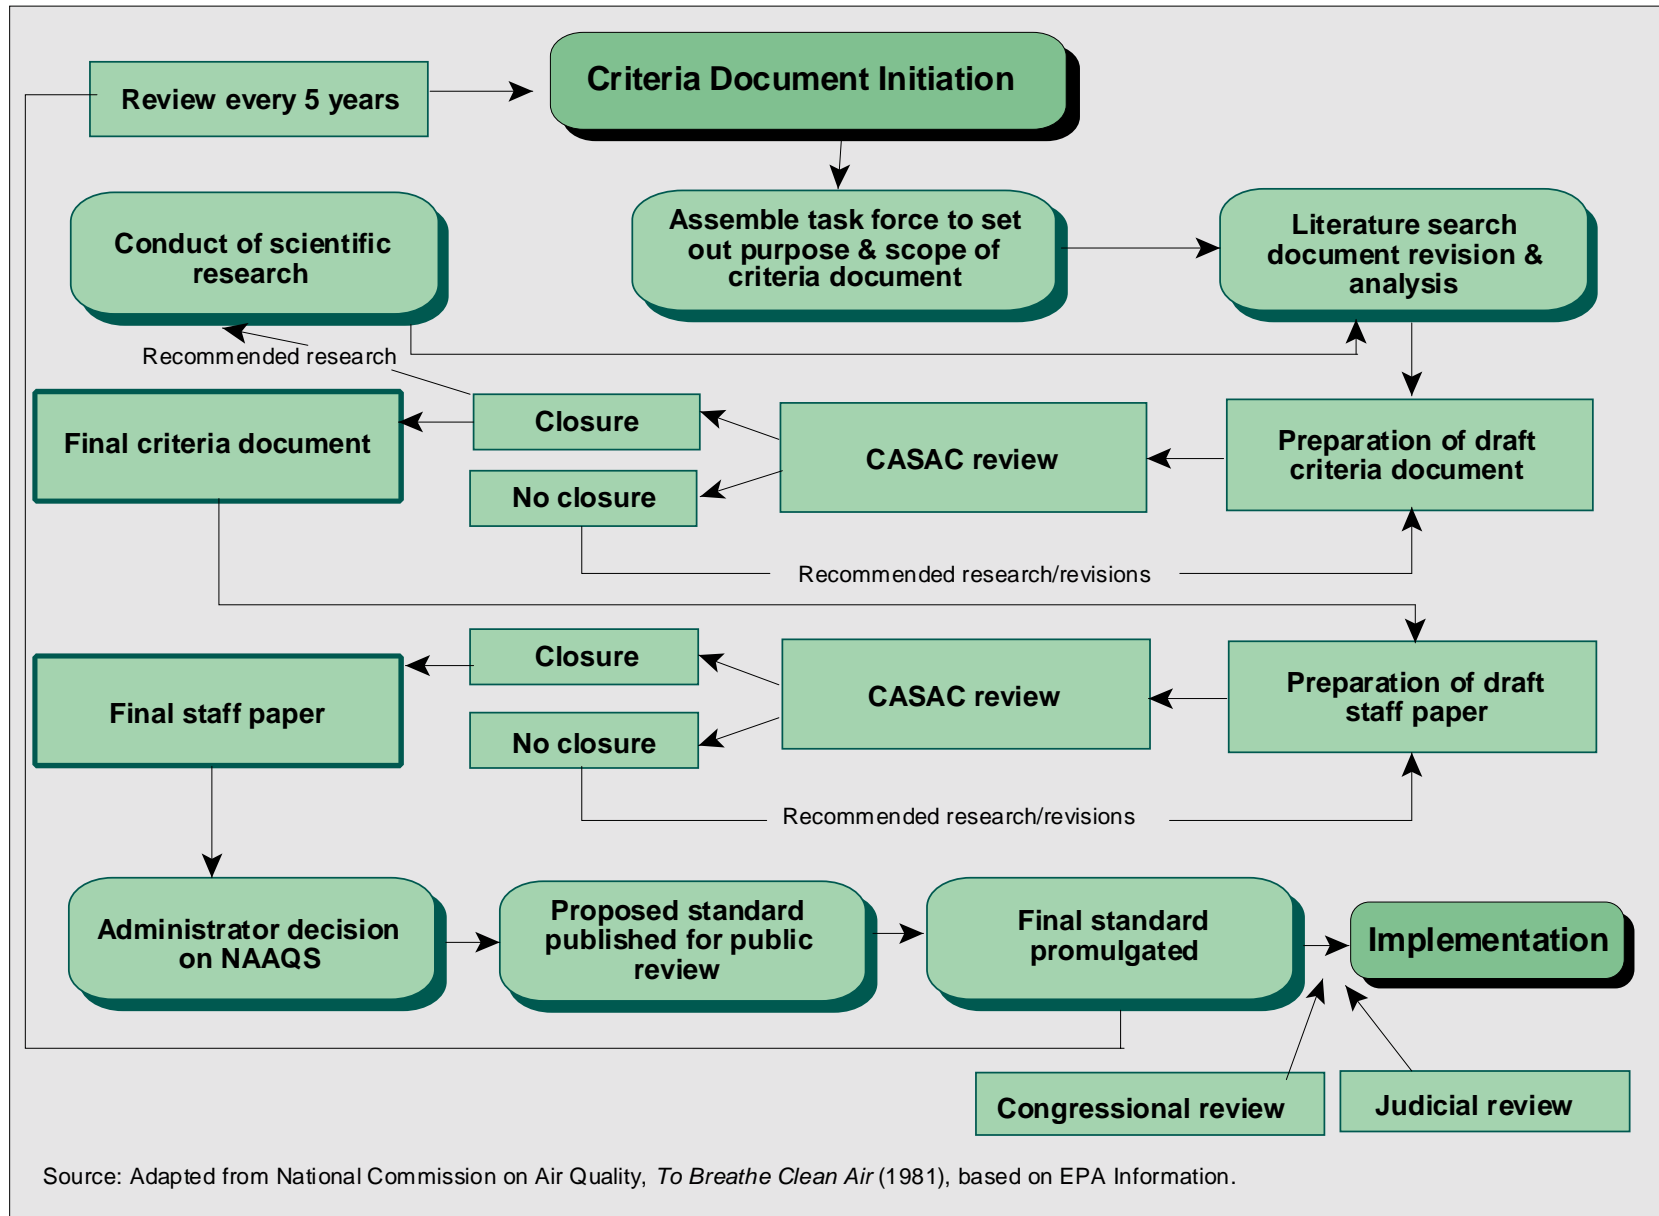 Review every 5 years
Criteria Document Initiation
Conduct of scientific
research
Assemble task force to set
out purpose & scope of
criteria document
Literature search
document revision &
analysis
Recommended research
Final criteria document
Closure
No closure
CASAC review
Preparation of draft
criteria document
Recommended research/revisions
Final staff paper
Closure
No closure
CASAC review
Preparation of draft
staff paper
Recommended research/revisions
Administrator decision
on NAAQS
Proposed standard
published for public
review
Final standard
promulgated
Implementation
Congressional review
Judicial review
Source: Adapted from National Commission on Air Quality, To Breathe Clean Air (1981), based on EPA Information.